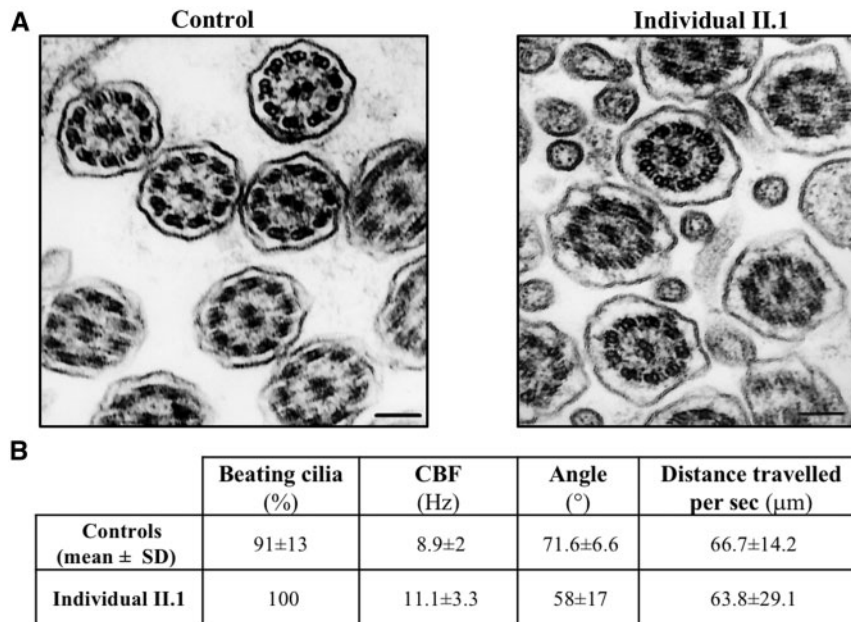 A
Control
Individual II.1
B
Beating cilia (%)
CBF (Hz)
Angle (°)
Distance travelled per sec (μm)
Controls (mean ± SD)
91±13
8.9±2
71.6±6.6
66.7±14.2
Individual II.1
100
11.1±3.3
58±17
63.8±29.1